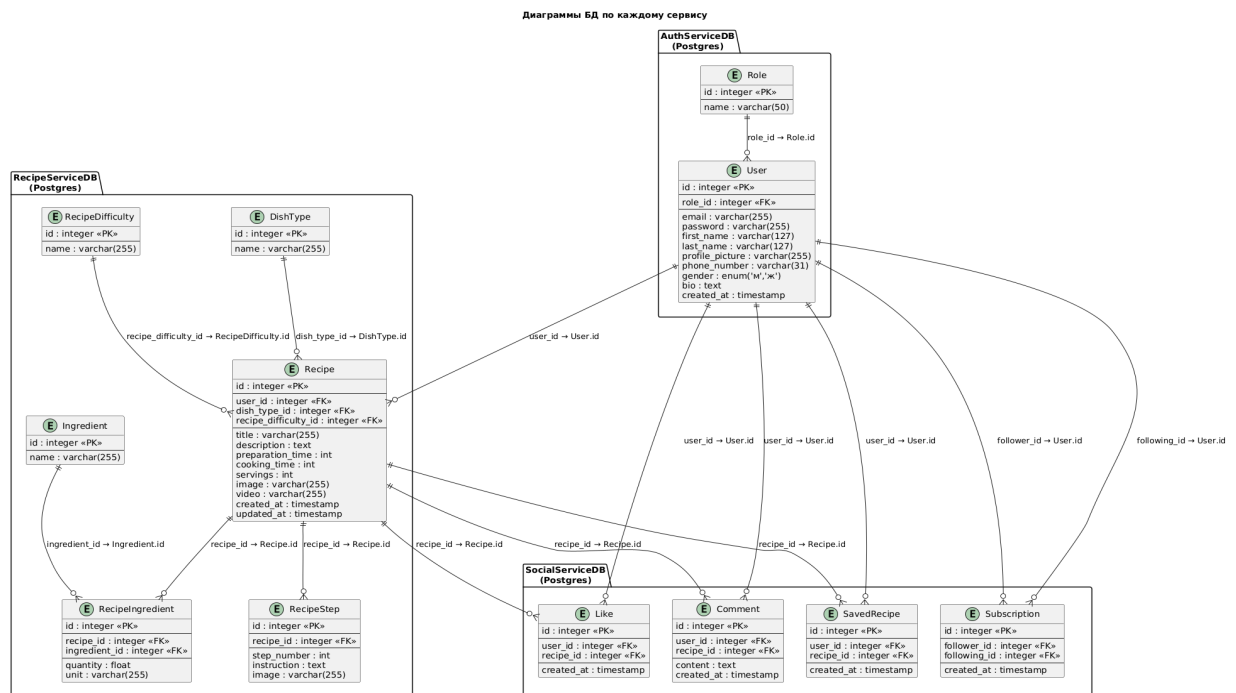 Диаграммы БД по каждому сервису
AuthServiceDB
(Postgres)
E Role
id : integer «PK»
name : varchar(50)
role_id → Role.id
E User
id : integer «PK»
role_id : integer «FK»
email : varchar(255)
password : varchar(255)
first_name : varchar(127)
last_name : varchar(127)
profile_picture : varchar(255)
phone_number : varchar(31)
gender : enum('м','ж')
bio : text
created_at : timestamp
RecipeServiceDB
(Postgres)
E RecipeDifficulty
id : integer «PK»
name : varchar(255)
E DishType
id : integer «PK»
name : varchar(255)
recipe_difficulty_id → RecipeDifficulty.id
dish_type_id → DishType.id
user_id → User.id
E Recipe
id : integer «PK»
user_id : integer «FK»
dish_type_id : integer «FK»
recipe_difficulty_id : integer «FK»
title : varchar(255)
description : text
preparation_time : int
cooking_time : int
servings : int
image : varchar(255)
video : varchar(255)
created_at : timestamp
updated_at : timestamp
E Ingredient
id : integer «PK»
name : varchar(255)
user_id → User.id
user_id → User.id
user_id → User.id
follower_id → User.id
following_id → User.id
ingredient_id → Ingredient.id
recipe_id → Recipe.id
recipe_id → Recipe.id
recipe_id → Recipe.id
recipe_id → Recipe.id
recipe_id → Recipe.id
E RecipeIngredient
id : integer «PK»
recipe_id : integer «FK»
ingredient_id : integer «FK»
quantity : float
unit : varchar(255)
E RecipeStep
id : integer «PK»
recipe_id : integer «FK»
step_number : int
instruction : text
image : varchar(255)
SocialServiceDB
(Postgres)
E Like
id : integer «PK»
user_id : integer «FK»
recipe_id : integer «FK»
created_at : timestamp
E Comment
id : integer «PK»
user_id : integer «FK»
recipe_id : integer «FK»
content : text
created_at : timestamp
E SavedRecipe
id : integer «PK»
user_id : integer «FK»
recipe_id : integer «FK»
created_at : timestamp
E Subscription
id : integer «PK»
follower_id : integer «FK»
following_id : integer «FK»
created_at : timestamp